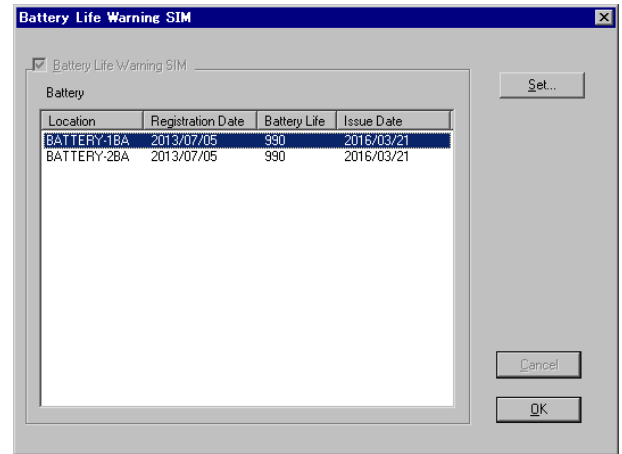 Battery Life Warning SIM
Battery Life Warning SIM
Set...
Battery
Location Registration Date Battery Life Issue Date
BATTERY-1BA 2013/07/05 990 2016/03/21
BATTERY-2BA 2013/07/05 990 2016/03/21
Cancel
OK